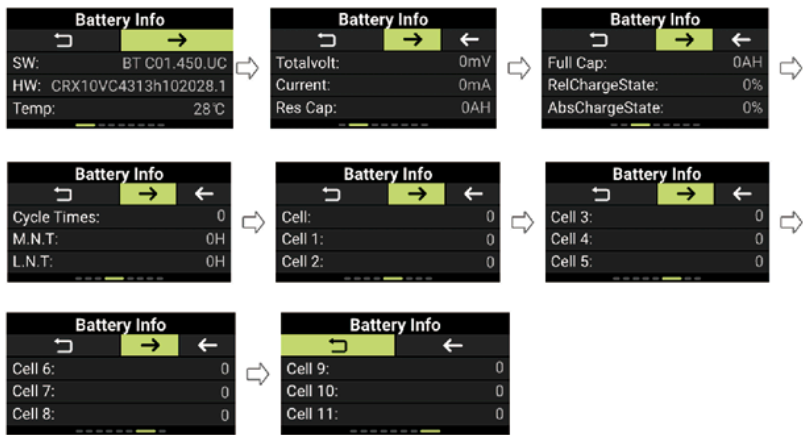 Battery Info
SW: BT C01.450.UC
HW: CRX10VC4313h102028.1
Temp: 28℃
Battery Info
Totalvolt: 0mV
Current: 0mA
Res Cap: 0AH
Battery Info
Full Cap: 0AH
RelChargeState: 0%
AbsChargeState: 0%
Battery Info
Cycle Times: 0
M.N.T: 0H
L.N.T: 0H
Battery Info
Cell: 0
Cell 1: 0
Cell 2: 0
Battery Info
Cell 3: 0
Cell 4: 0
Cell 5: 0
Battery Info
Cell 6: 0
Cell 7: 0
Cell 8: 0
Battery Info
Cell 9: 0
Cell 10: 0
Cell 11: 0